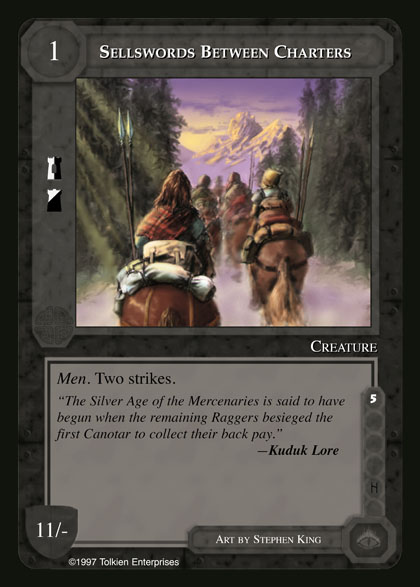 1
SELLSWORDS BETWEEN CHARTERS
CREATURE
Men. Two strikes.
“The Silver Age of the Mercenaries is said to have
begun when the remaining Raggers besieged the
first Canotar to collect their back pay.”
—Kuduk Lore
5
11/-
ART BY STEPHEN KING
©1997 Tolkien Enterprises